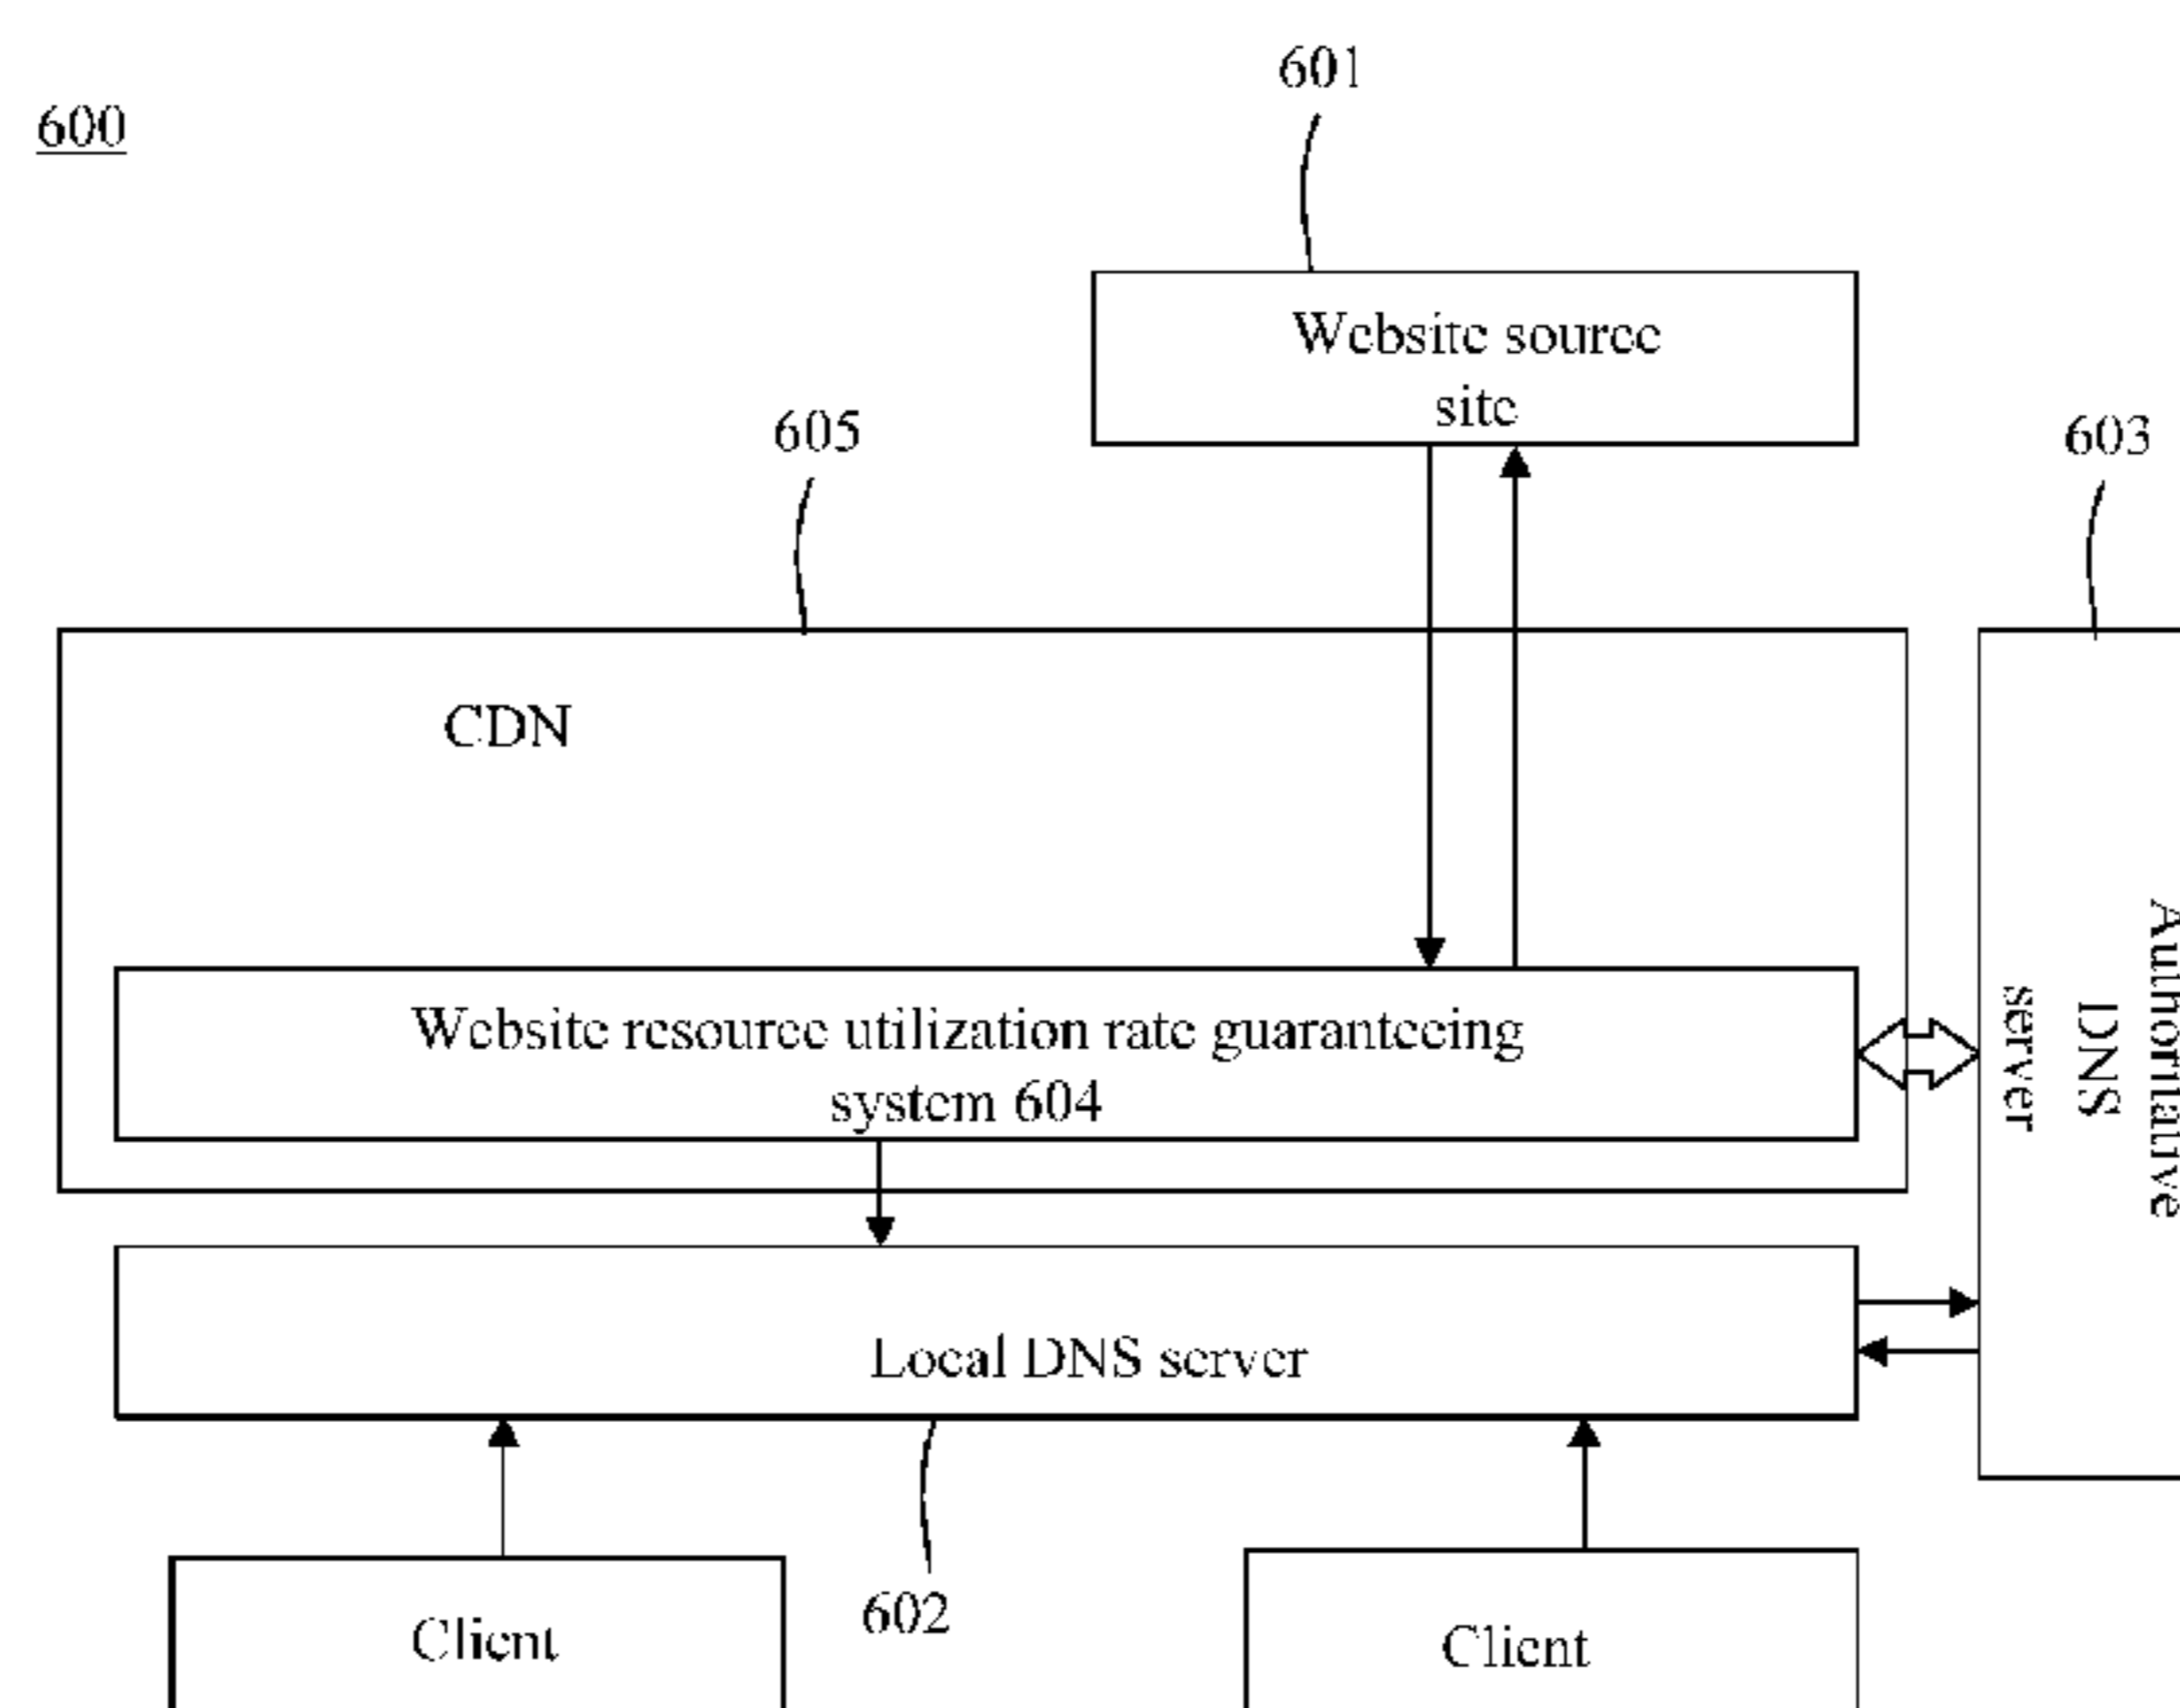 600
601
Website source
site
605
603
CDN
Website resource utilization rate guaranteeing
system 604
Authoritative
DNS
server
Local DNS server
602
Client
Client